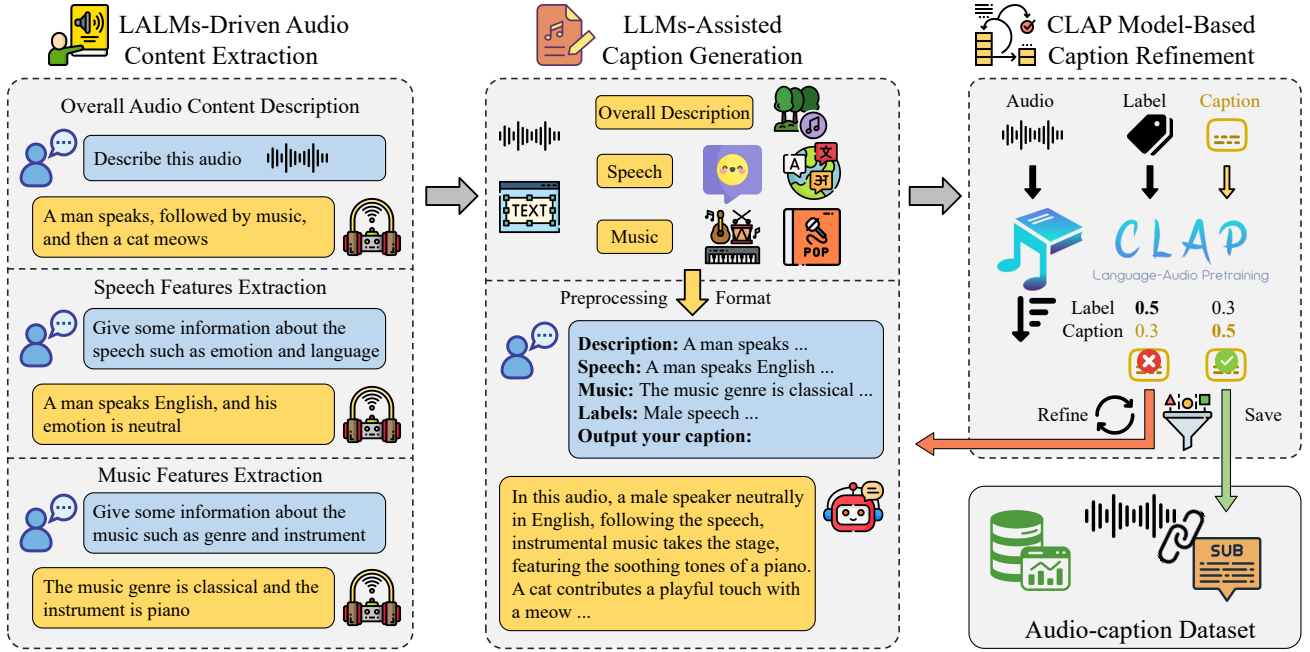 LALMs-Driven Audio
Content Extraction
Overall Audio Content Description
Describe this audio
A man speaks, followed by music,
and then a cat meows
Speech Features Extraction
Give some information about the
speech such as emotion and language
A man speaks English, and his
emotion is neutral
Music Features Extraction
Give some information about the
music such as genre and instrument
The music genre is classical and the
instrument is piano
LLMs-Assisted
Caption Generation
Overall Description
TEXT
Speech
A
文
अ
Music
POP
Preprocessing
Format
Description: A man speaks ...
Speech: A man speaks English ...
Music: The music genre is classical ...
Labels: Male speech ...
Output your caption:
In this audio, a male speaker neutrally
in English, following the speech,
instrumental music takes the stage,
featuring the soothing tones of a piano.
A cat contributes a playful touch with
a meow ...
CLAP Model-Based
Caption Refinement
Audio
Label
Caption
CLAP
Language-Audio Pretraining
Label 0.5 0.3
Caption 0.3 0.5
Refine
Save
SUB
Audio-caption Dataset